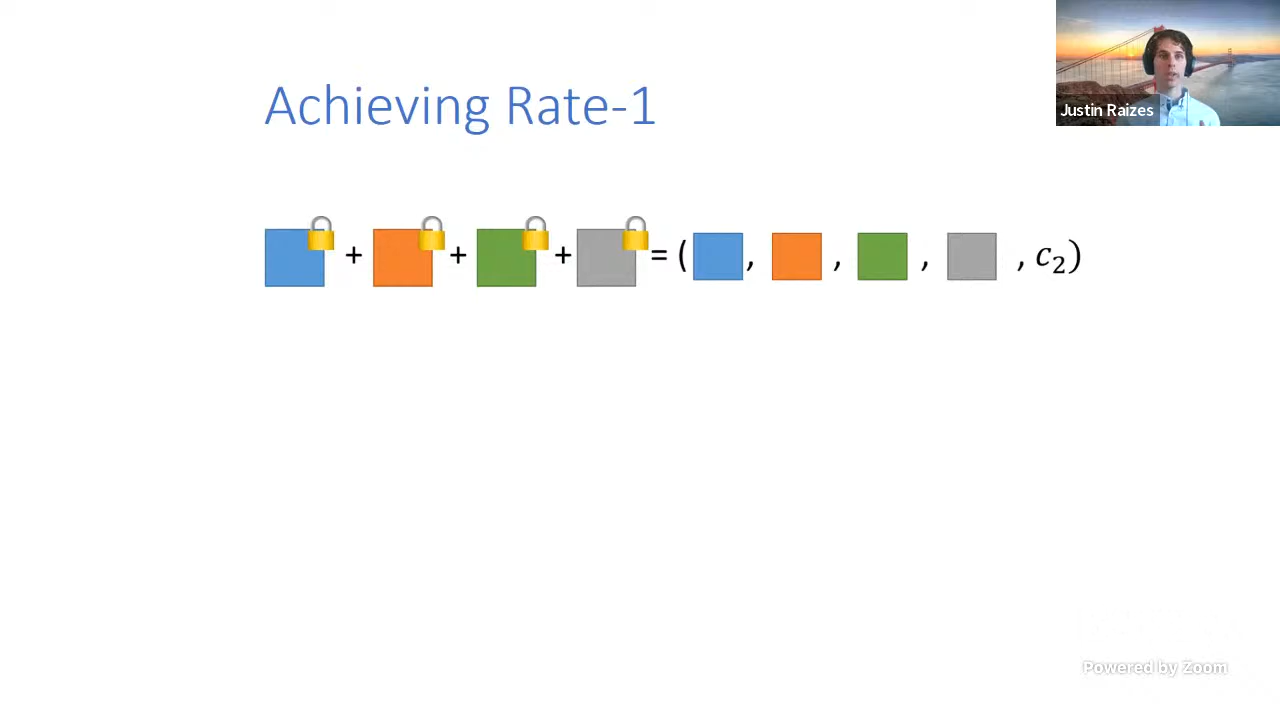 Achieving Rate-1
Justin Raizes
+ + + = ( , , , , c₂)
Powered by Zoom